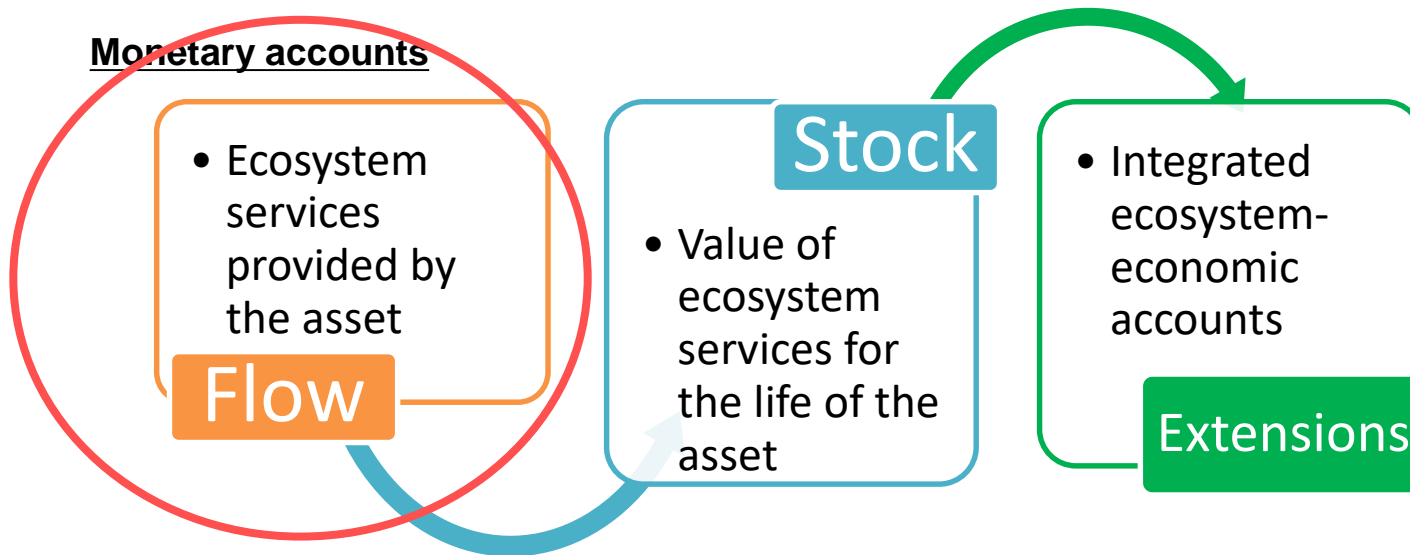 Monetary accounts
• Ecosystem
services
provided by
the asset
Flow
Stock
• Value of
ecosystem
services for
the life of the
asset
• Integrated
ecosystem-
economic
accounts
Extensions